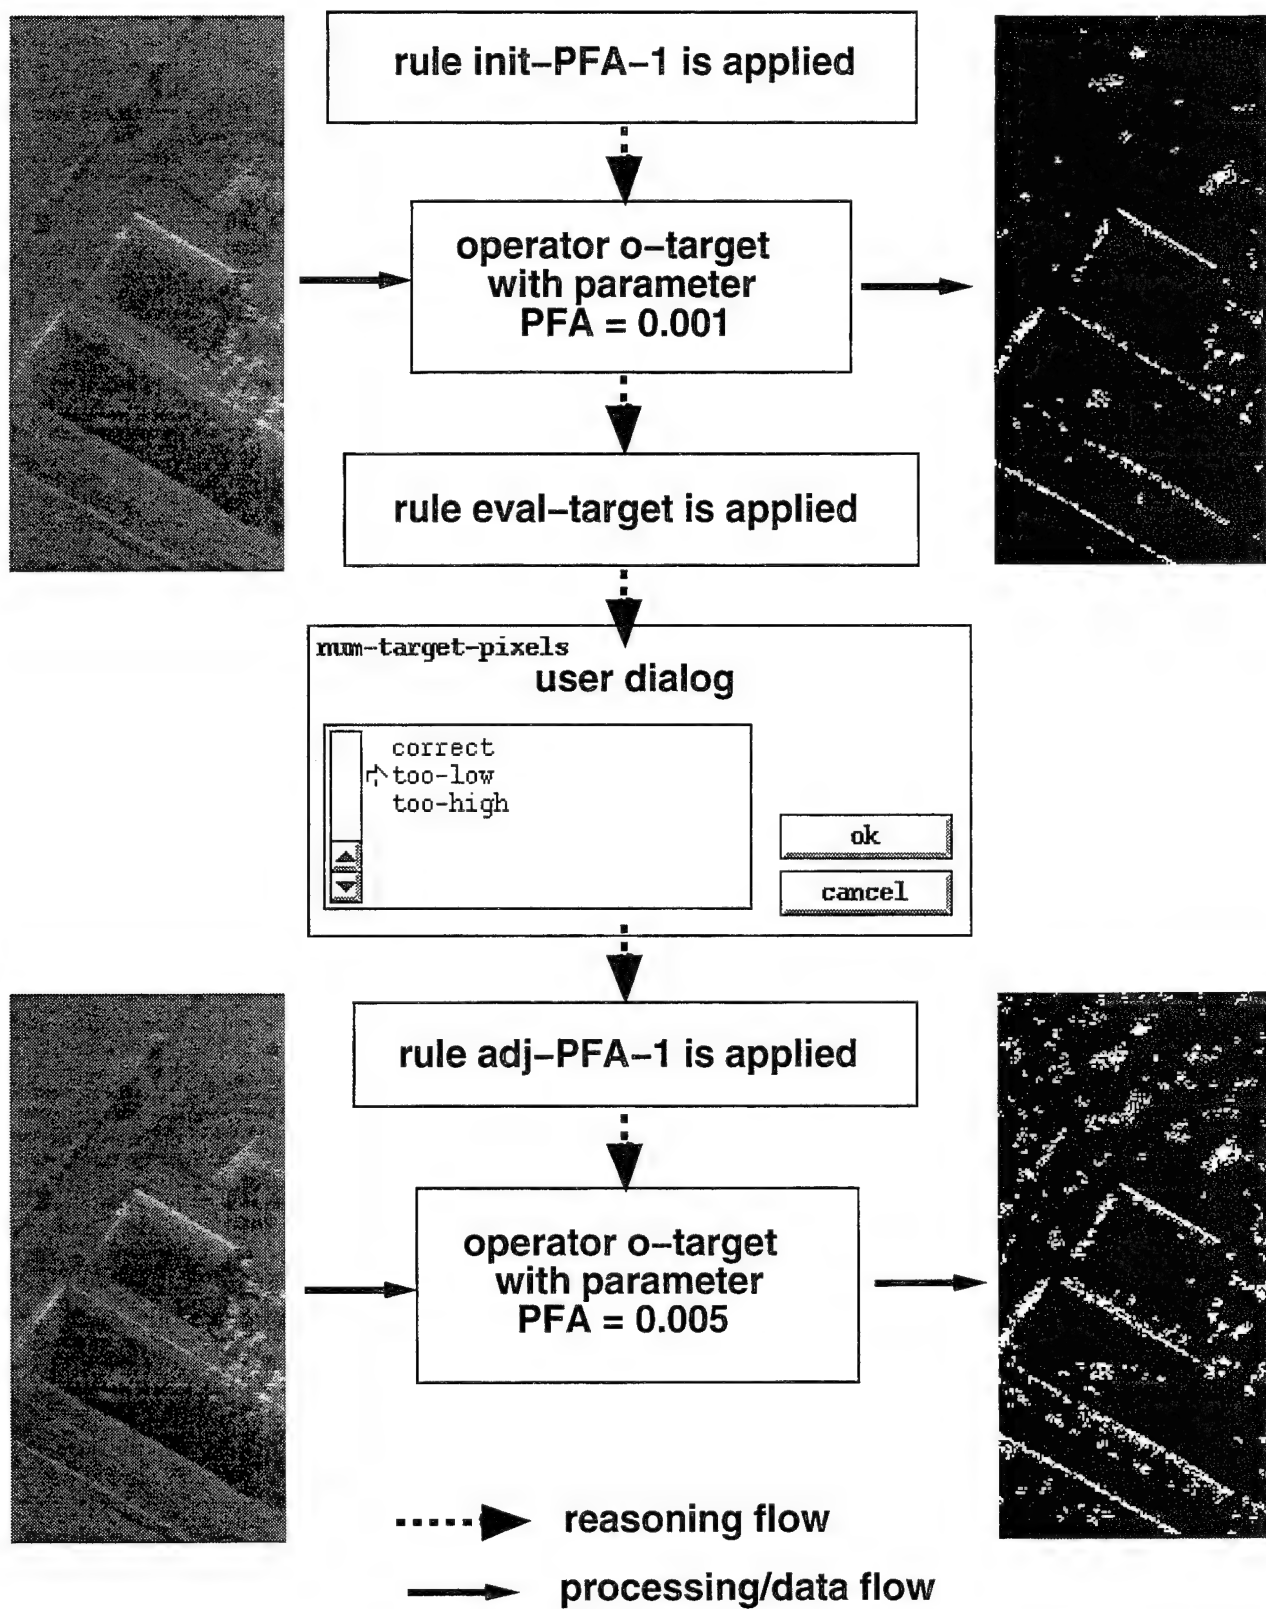 rule init–PFA–1 is applied
operator o–target
with parameter
PFA = 0.001
rule eval–target is applied
num-target-pixels
user dialog
correct
too-low
too-high
ok
cancel
rule adj–PFA–1 is applied
operator o–target
with parameter
PFA = 0.005
reasoning flow
processing/data flow